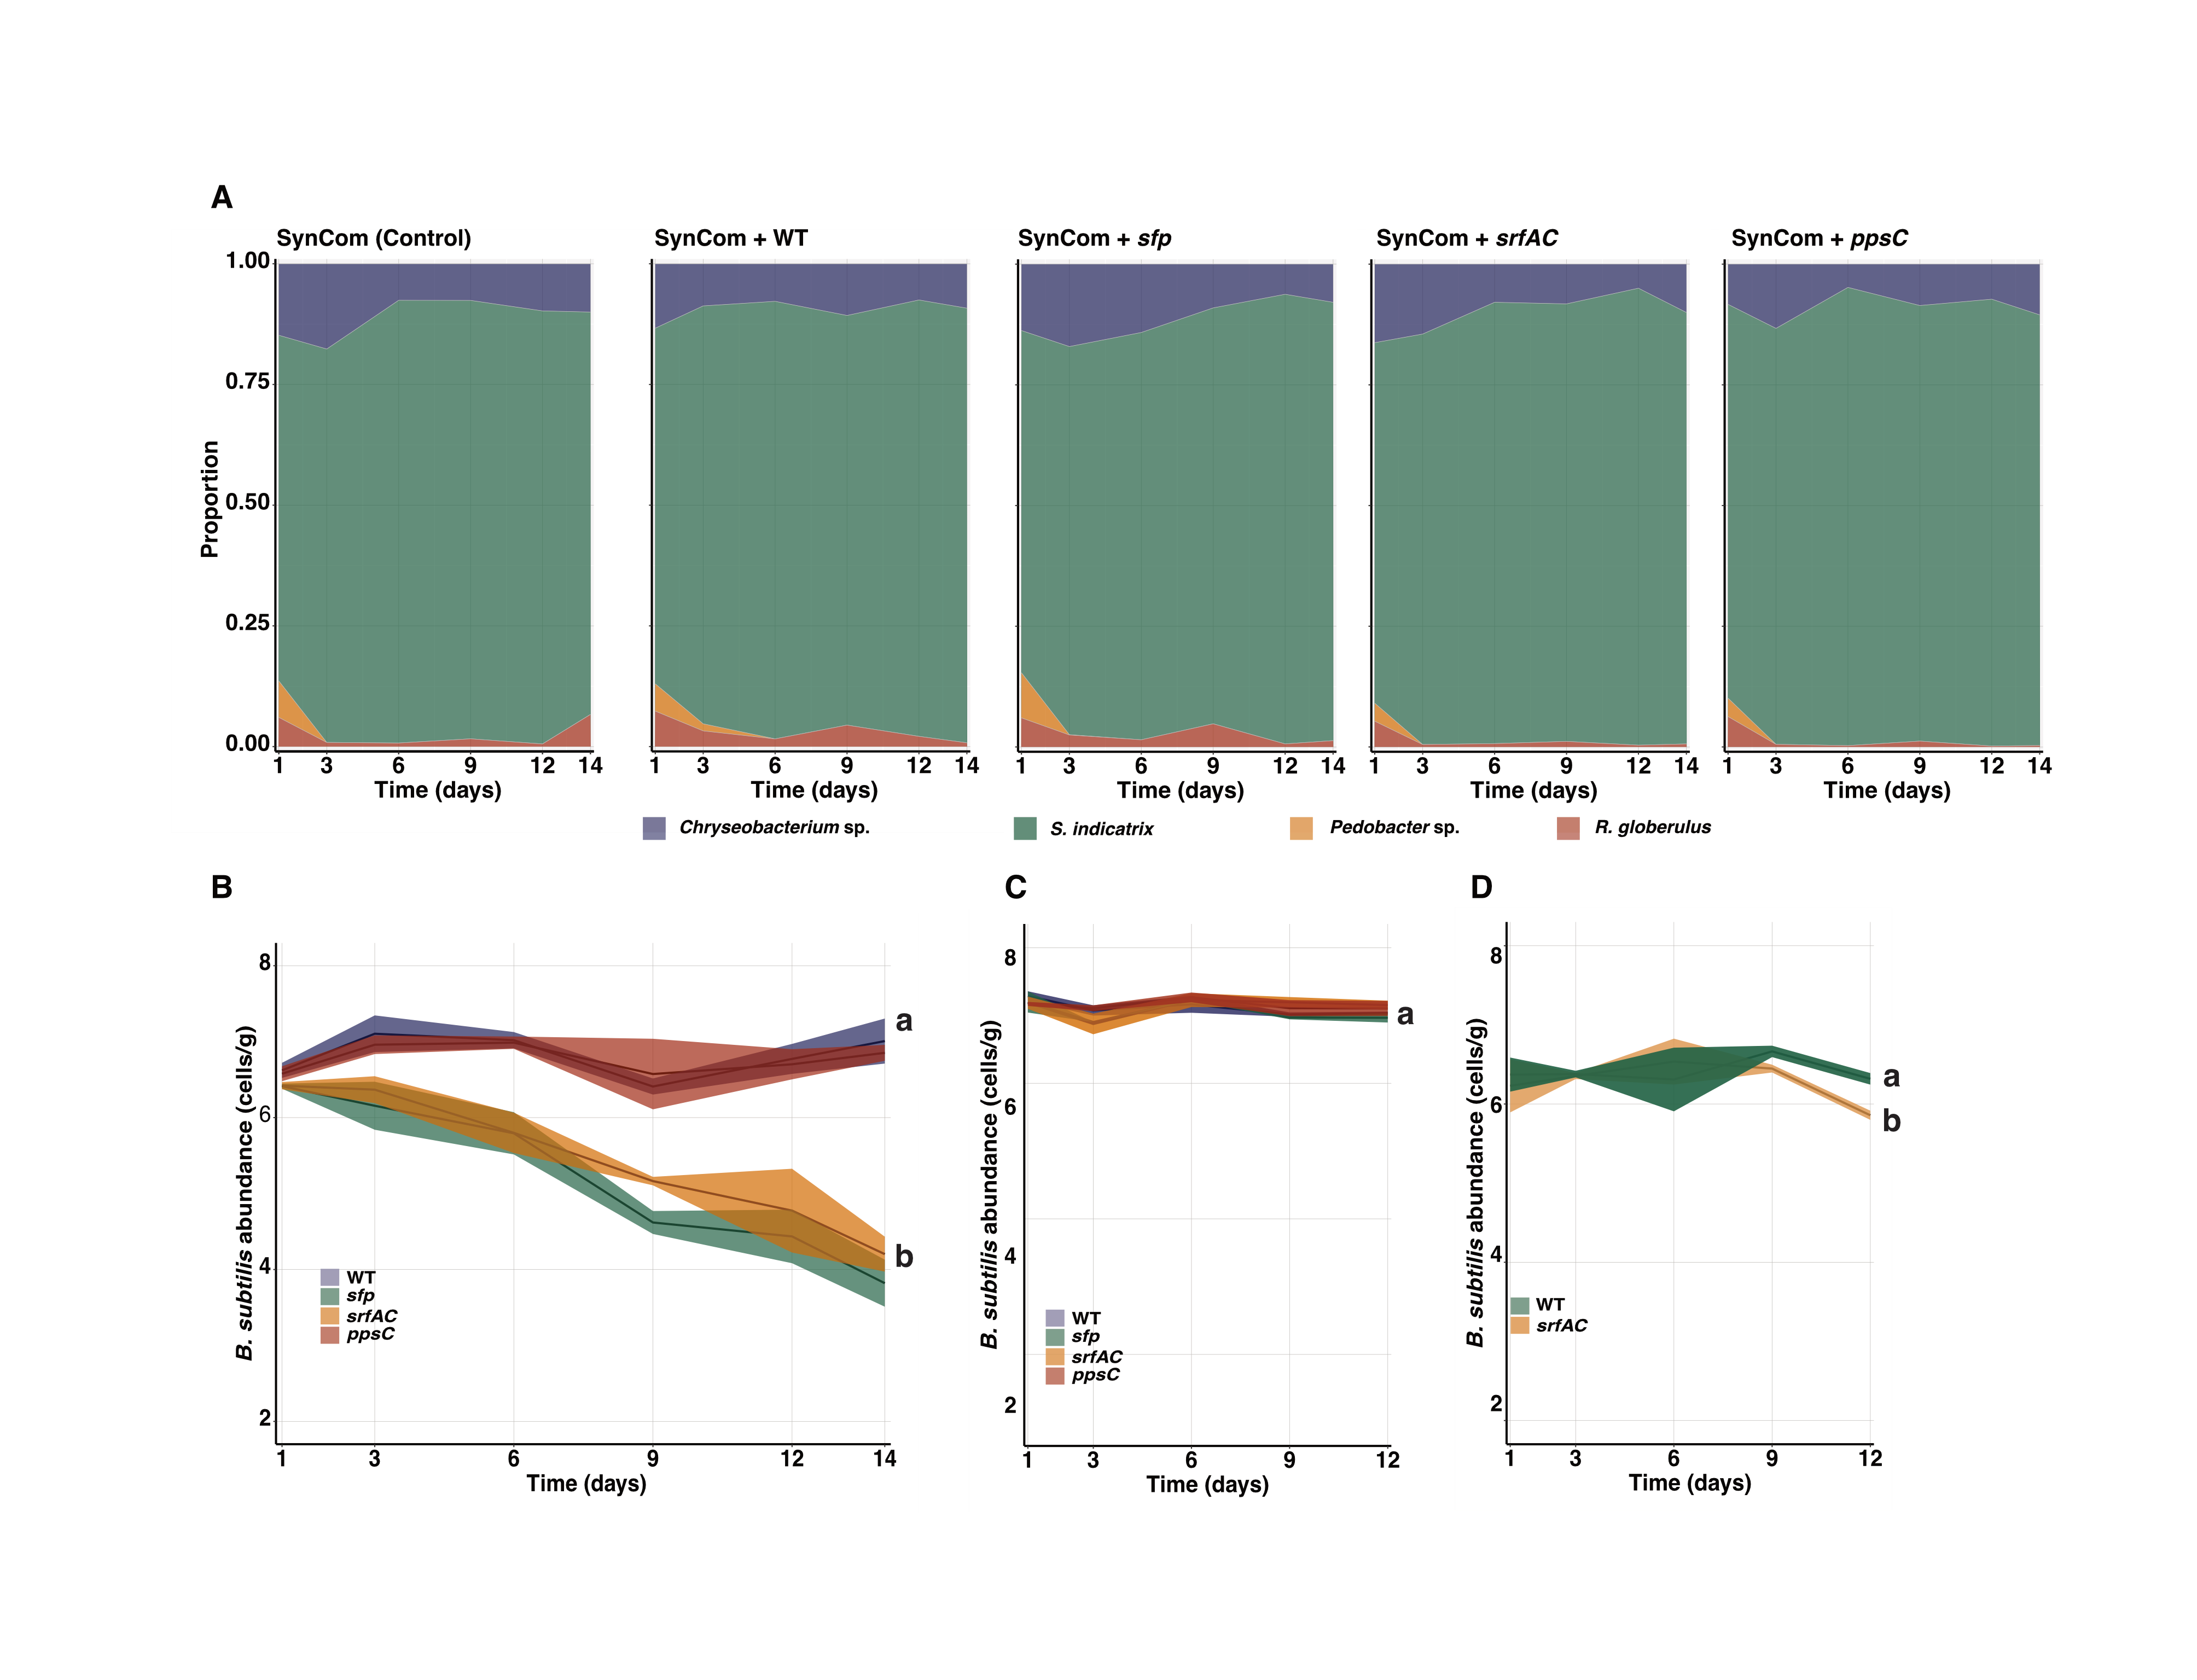 A
SynCom (Control)
SynCom + WT
SynCom + sfp
SynCom + srfAC
SynCom + ppsC
Proportion
1.00
0.75
0.50
0.25
0.00
1 3 6 9 12 14
1 3 6 9 12 14
1 3 6 9 12 14
1 3 6 9 12 14
1 3 6 9 12 14
Time (days)
Time (days)
Time (days)
Time (days)
Time (days)
Chryseobacterium sp.
S. indicatrix
Pedobacter sp.
R. globerulus
B
B. subtilis abundance (cells/g)
8
6
4
2
a
b
WT
sfp
srfAC
ppsC
1 3 6 9 12 14
Time (days)
C
B. subtilis abundance (cells/g)
8
6
4
2
a
WT
sfp
srfAC
ppsC
1 3 6 9 12
Time (days)
D
B. subtilis abundance (cells/g)
8
6
4
2
a
b
WT
srfAC
1 3 6 9 12
Time (days)